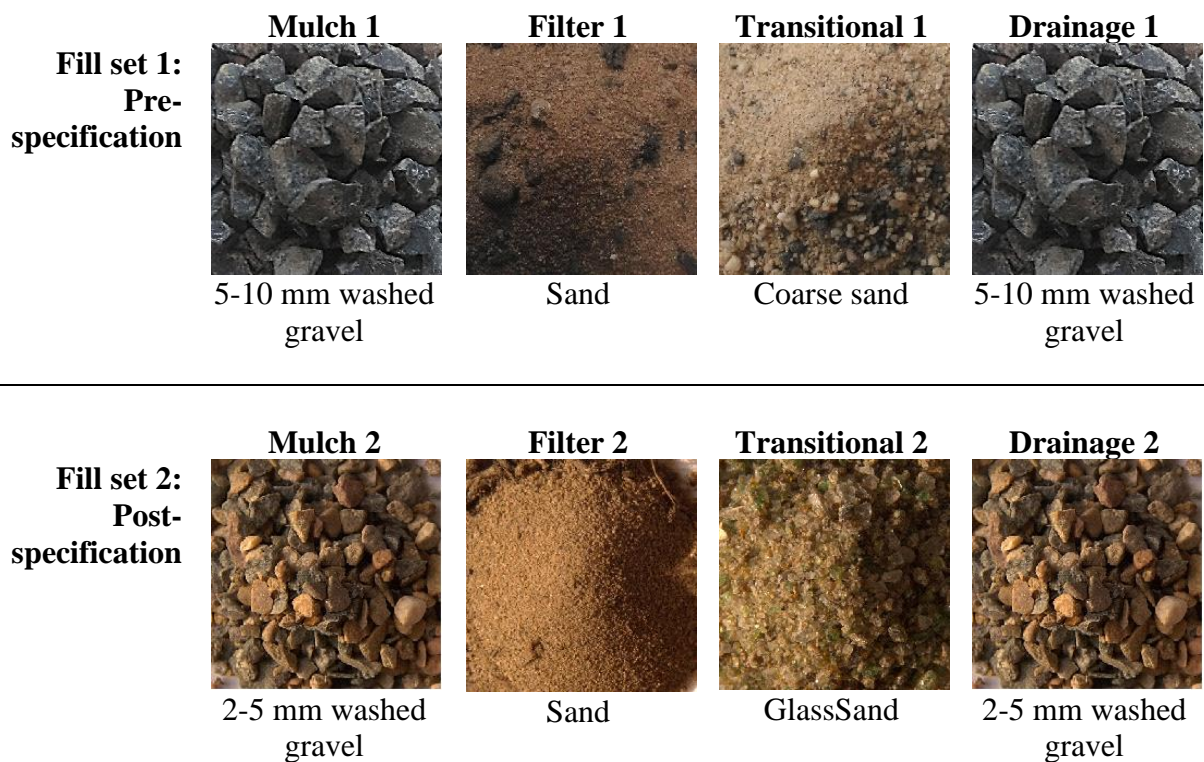 Mulch 1 Filter 1 Transitional 1 Drainage 1
Fill set 1:
Pre-
specification
5-10 mm washed Sand Coarse sand 5-10 mm washed
gravel gravel
Mulch 2 Filter 2 Transitional 2 Drainage 2
Fill set 2:
Post-
specification
2-5 mm washed Sand GlassSand 2-5 mm washed
gravel gravel